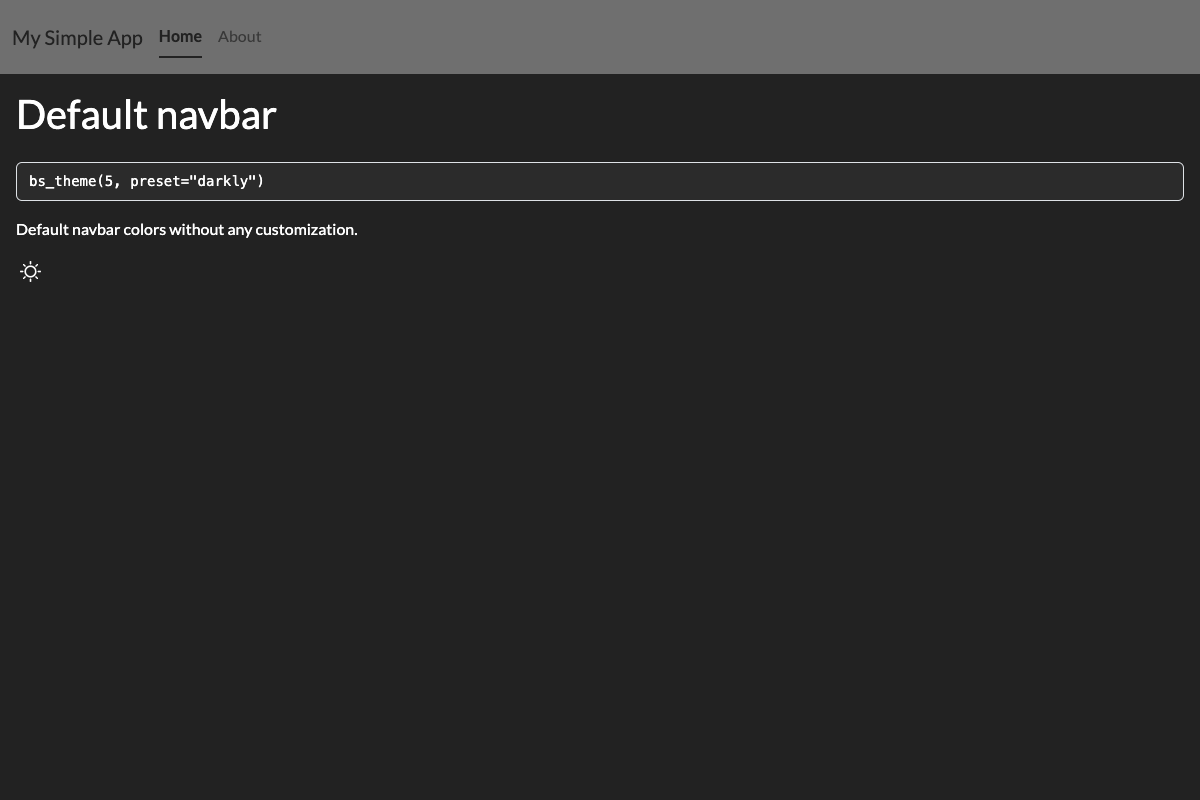 My Simple App Home About
Default navbar
bs_theme(5, preset="darkly")
Default navbar colors without any customization.